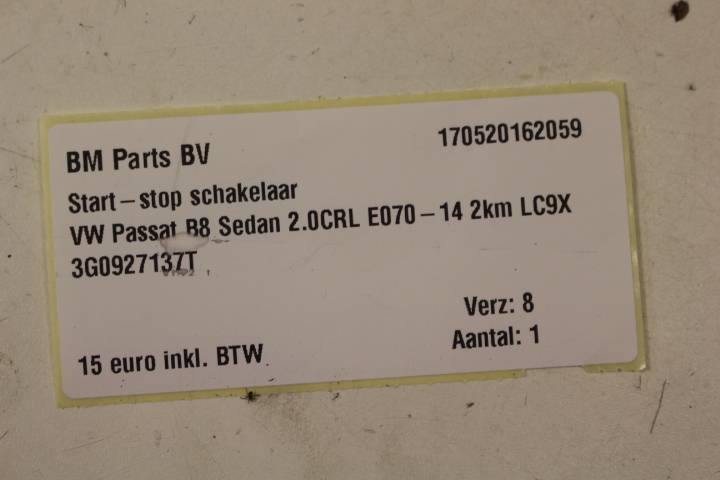 BM Parts BV 170520162059
Start-stop schakelaar
VW Passat B8 Sedan 2.0CRL E070-14 2km LC9X
3G0927137T
Verz: 8
15 euro inkl. BTW Aantal: 1